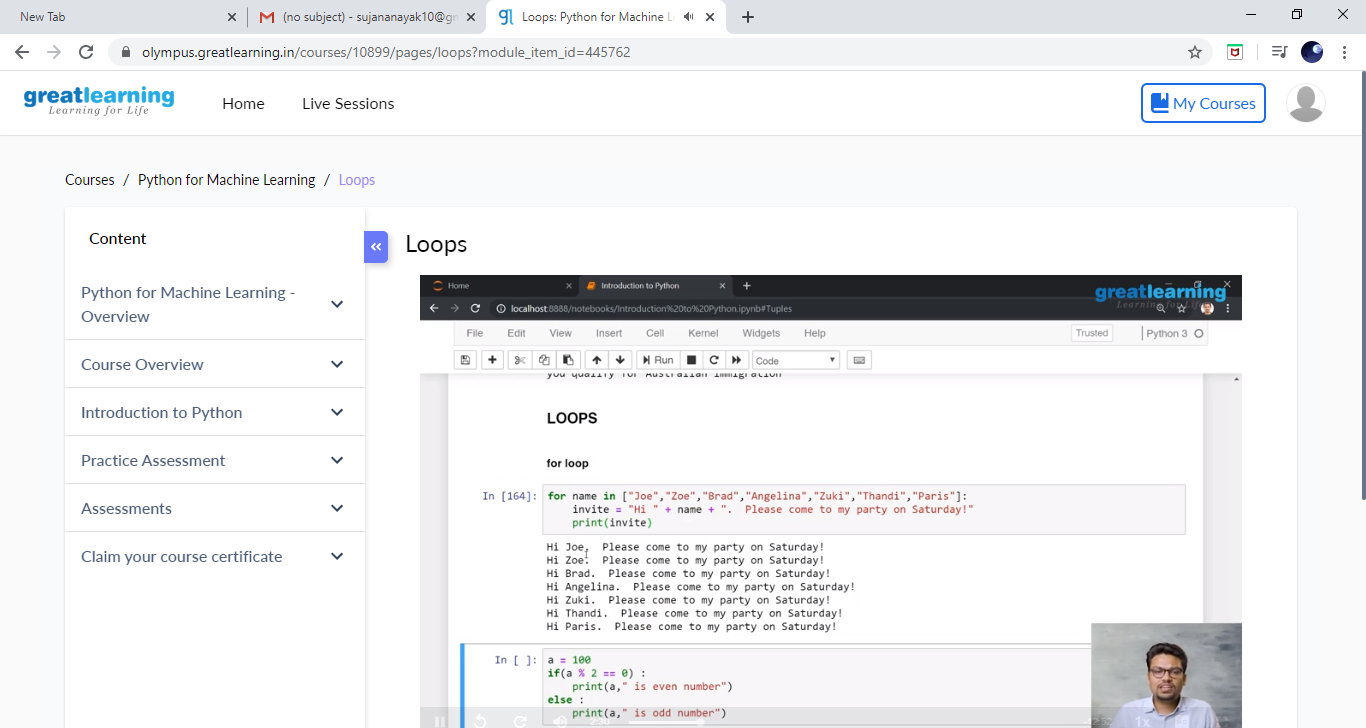 New Tab
(no subject) - sujananayak10@g
Loops: Python for Machine L
olympus.greatlearning.in/courses/10899/pages/loops?module_item_id=445762
greatlearning
Learning for Life
Home
Live Sessions
My Courses
Courses / Python for Machine Learning / Loops
Content
Python for Machine Learning -
Overview
Course Overview
Introduction to Python
Practice Assessment
Assessments
Claim your course certificate
Loops
Home
Introduction to Python
greatlearning
Learning for Life
localhost:8888/notebooks/Introduction%20to%20Python.ipynb#Tuples
File Edit View Insert Cell Kernel Widgets Help
Trusted
Python 3
Run
Code
you qualify for Australian immigration
LOOPS
for loop
In [164]: for name in ["Joe","Zoe","Brad","Angelina","Zuki","Thandi","Paris"]:
invite = "Hi " + name + ".  Please come to my party on Saturday!"
print(invite)
Hi Joe.  Please come to my party on Saturday!
Hi Zoe.  Please come to my party on Saturday!
Hi Brad.  Please come to my party on Saturday!
Hi Angelina.  Please come to my party on Saturday!
Hi Zuki.  Please come to my party on Saturday!
Hi Thandi.  Please come to my party on Saturday!
Hi Paris.  Please come to my party on Saturday!
In [ ]: a = 100
if(a % 2 == 0) :
print(a," is even number")
else :
print(a," is odd number")
1x